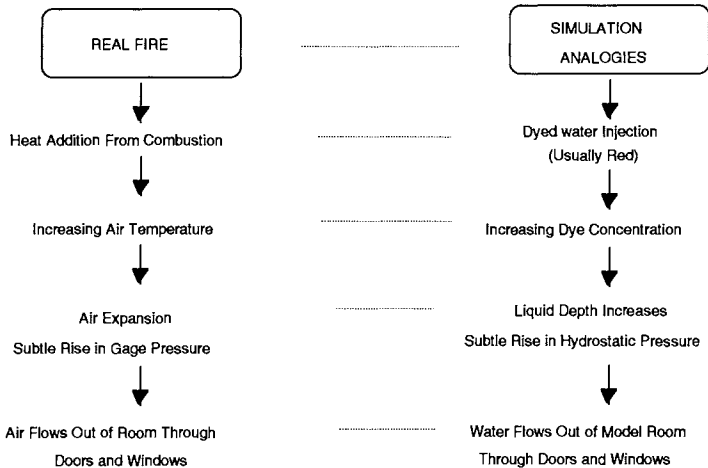 REAL FIRE
Heat Addition From Combustion
Increasing Air Temperature
Air Expansion
Subtle Rise in Gage Pressure
Air Flows Out of Room Through
Doors and Windows
SIMULATION
ANALOGIES
Dyed water Injection
(Usually Red)
Increasing Dye Concentration
Liquid Depth Increases
Subtle Rise in Hydrostatic Pressure
Water Flows Out of Model Room
Through Doors and Windows